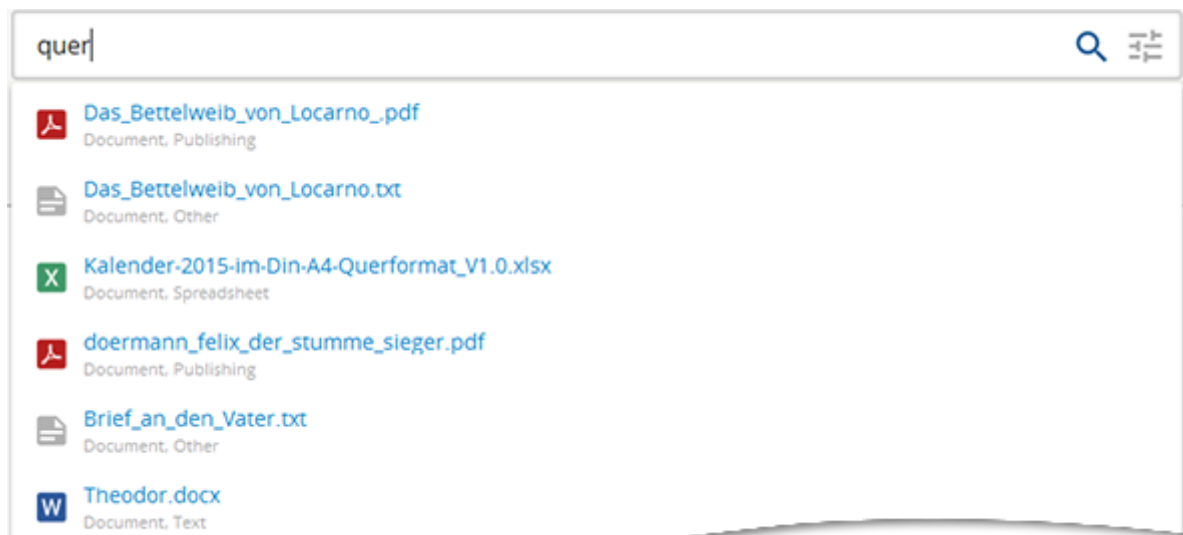 quer
Das_Bettelweib_von_Locarno_.pdf
Document, Publishing
Das_Bettelweib_von_Locarno.txt
Document, Other
Kalender-2015-im-Din-A4-Querformat_V1.0.xlsx
Document, Spreadsheet
doermann_felix_der_stumme_sieger.pdf
Document, Publishing
Brief_an_den_Vater.txt
Document, Other
Theodor.docx
Document, Text